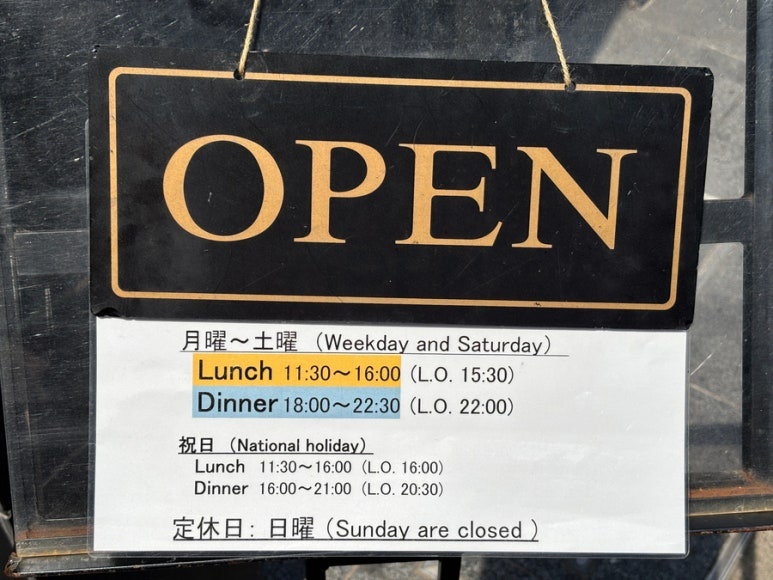 OPEN
月曜～土曜 （Weekday and Saturday）
Lunch 11:30～16:00（L.O. 15:30）
Dinner 18:00～22:30（L.O. 22:00）
祝日 （National holiday）
Lunch 11:30～16:00（L.O. 16:00）
Dinner 16:00～21:00（L.O. 20:30）
定休日：日曜（Sunday are closed ）